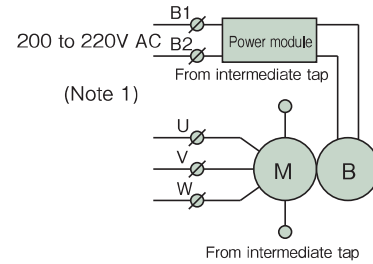 B1
200 to 220V AC
B2
Power module
From intermediate tap
(Note 1)
U
V
W
M
B
From intermediate tap